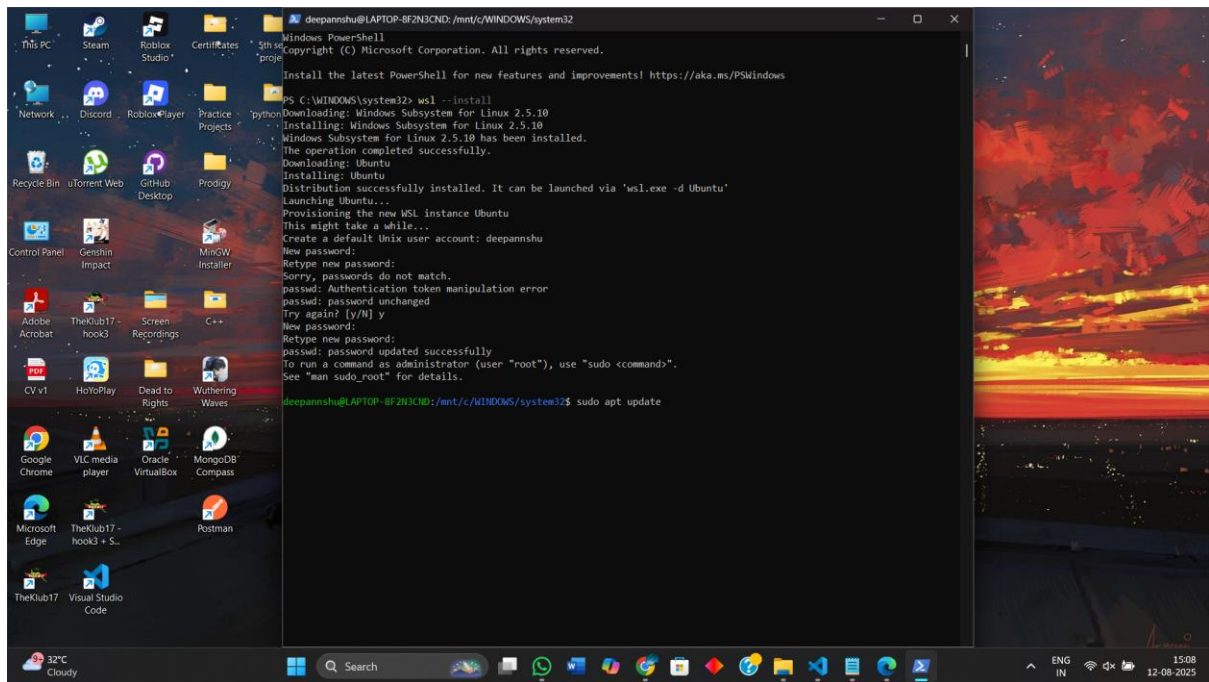 This PC
Steam
Roblox Studio
Certificates
Network
Discord
Roblox Player
Practice Projects
Recycle Bin
uTorrent Web
GitHub Desktop
Prodigy
Control Panel
Genshin Impact
MinGW Installer
Adobe Acrobat
TheKlub17 - hook3
Screen Recordings
C++
PDF
CV v1
HoYoPlay
Dead to Rights
Wuthering Waves
Google Chrome
VLC media player
Oracle VirtualBox
MongoDB Compass
Microsoft Edge
TheKlub17 - hook3 + S...
Postman
TheKlub17
Visual Studio Code
deepannshu@LAPTOP-8F2N3CND: /mnt/c/WINDOWS/system32
Windows PowerShell
Copyright (C) Microsoft Corporation. All rights reserved.
Install the latest PowerShell for new features and improvements! https://aka.ms/PSWindows
PS C:\WINDOWS\system32> wsl --install
Downloading: Windows Subsystem for Linux 2.5.10
Installing: Windows Subsystem for Linux 2.5.10
Windows Subsystem for Linux 2.5.10 has been installed.
The operation completed successfully.
Downloading: Ubuntu
Installing: Ubuntu
Distribution successfully installed. It can be launched via 'wsl.exe -d Ubuntu'
Launching Ubuntu...
Provisioning the new WSL instance Ubuntu
This might take a while...
Create a default Unix user account: deepannshu
New password:
Retype new password:
Sorry, passwords do not match.
passwd: Authentication token manipulation error
passwd: password unchanged
Try again? [y/N] y
New password:
Retype new password:
passwd: password updated successfully
To run a command as administrator (user "root"), use "sudo <command>".
See "man sudo_root" for details.
deepannshu@LAPTOP-8F2N3CND:/mnt/c/WINDOWS/system32$ sudo apt update
32°C
Cloudy
Search
ENG
IN
15:08
12-08-2025